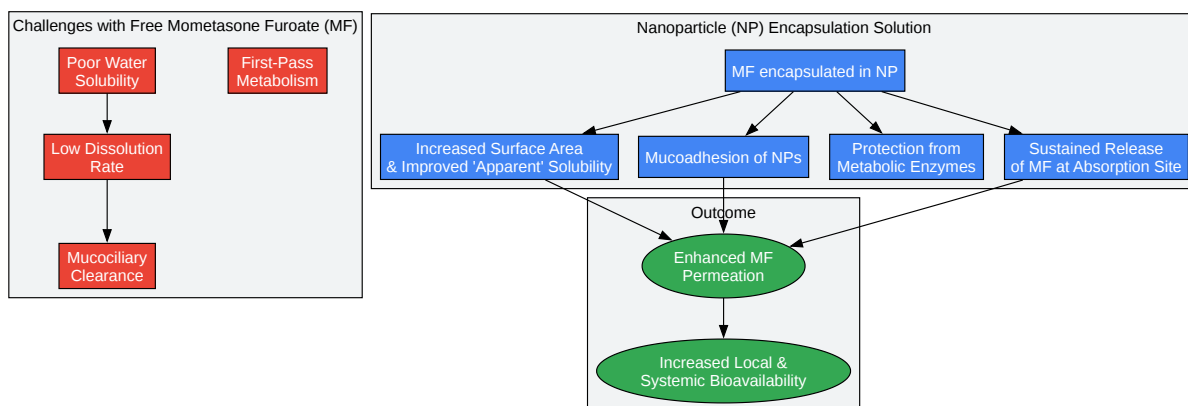 Challenges with Free Mometasone Furoate (MF)
Poor Water
Solubility
First-Pass
Metabolism
Low Dissolution
Rate
Mucociliary
Clearance
Nanoparticle (NP) Encapsulation Solution
MF encapsulated in NP
Increased Surface Area
& Improved 'Apparent' Solubility
Mucoadhesion of NPs
Protection from
Metabolic Enzymes
Sustained Release
of MF at Absorption Site
Outcome
Enhanced MF
Permeation
Increased Local &
Systemic Bioavailability